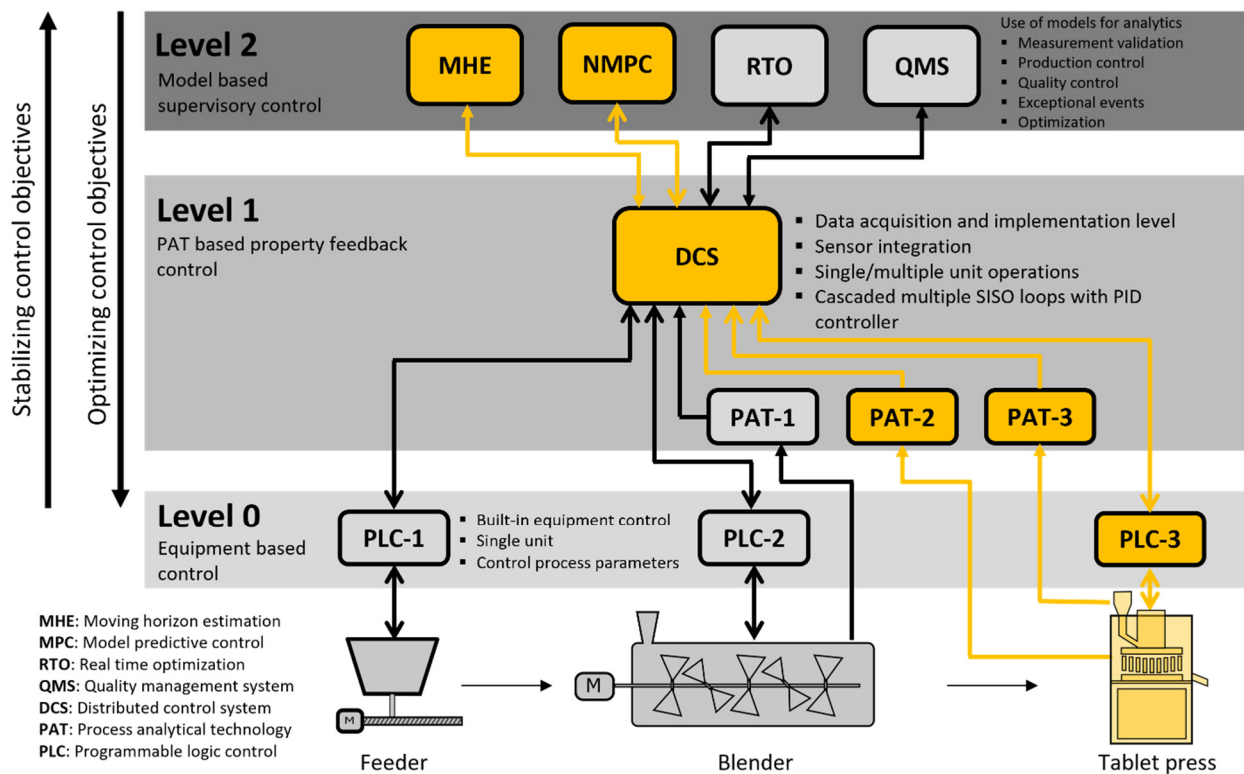 Stabilizing control objectives
Optimizing control objectives
Level 2
Model based
supervisory control
MHE
NMPC
RTO
QMS
Use of models for analytics
▪ Measurement validation
▪ Production control
▪ Quality control
▪ Exceptional events
▪ Optimization
Level 1
PAT based property feedback
control
DCS
▪ Data acquisition and implementation level
▪ Sensor integration
▪ Single/multiple unit operations
▪ Cascaded multiple SISO loops with PID
controller
PAT-1
PAT-2
PAT-3
Level 0
Equipment based
control
PLC-1
▪ Built-in equipment control
▪ Single unit
▪ Control process parameters
PLC-2
PLC-3
MHE: Moving horizon estimation
MPC: Model predictive control
RTO: Real time optimization
QMS: Quality management system
DCS: Distributed control system
PAT: Process analytical technology
PLC: Programmable logic control
M
M
Feeder
Blender
Tablet press